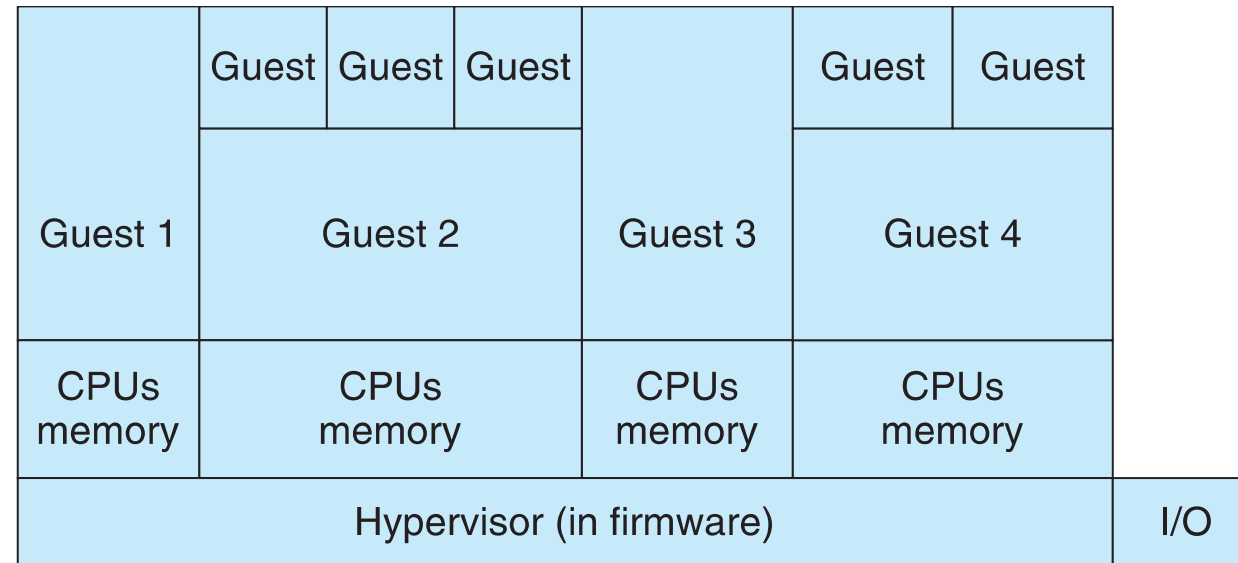 Guest Guest Guest Guest Guest
Guest 1 Guest 2 Guest 3 Guest 4
CPUs CPUs CPUs CPUs
memory memory memory memory
Hypervisor (in firmware) I/O